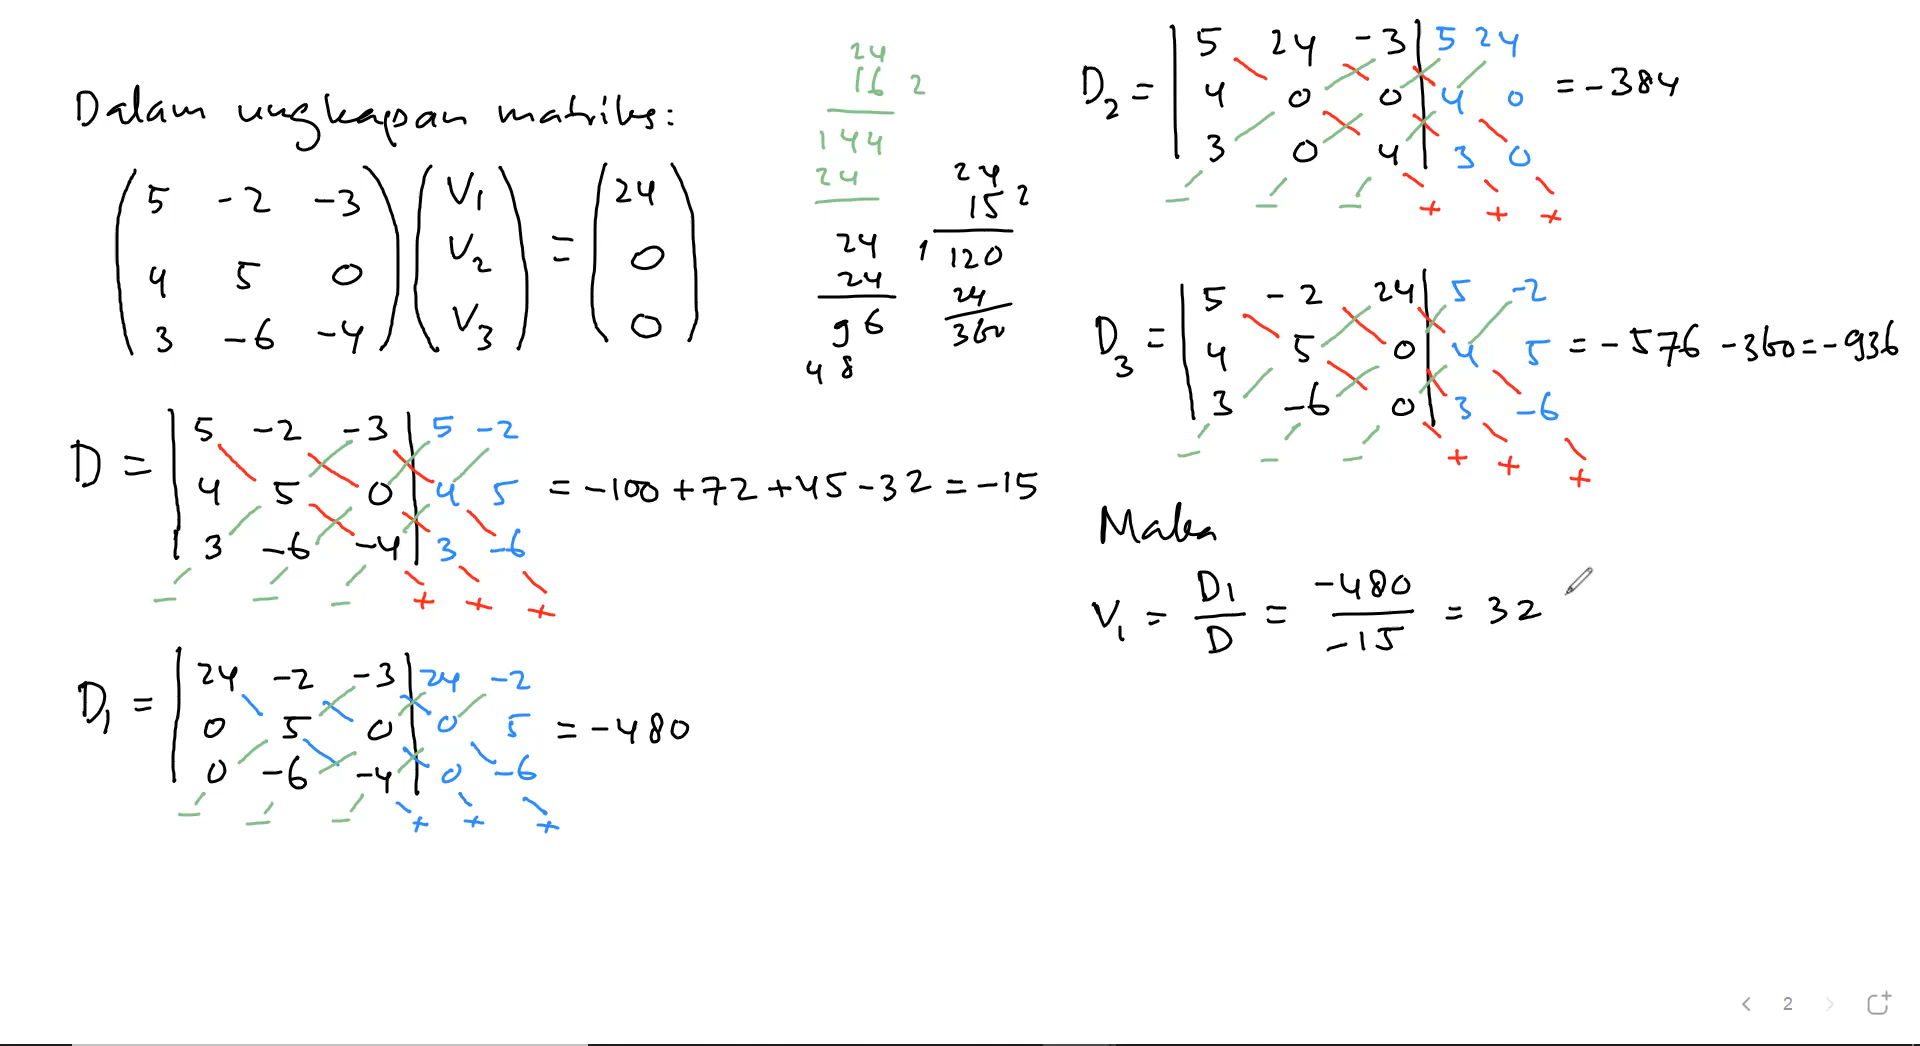 Dalam ungkapan matriks:
5 -2 -3 V1 24
4 5 0 V2 = 0
3 -6 -4 V3 0
24
16 2
144
24
24
24
96
48
24
15 2
1 120
24
360
5 -2 -3 5 -2
D = 4 5 0 4 5 = -100 + 72 + 45 - 32 = -15
3 -6 -4 3 -6
- - - + + +
24 -2 -3 24 -2
D1 = 0 5 0 0 5 = -480
0 -6 -4 0 -6
- - - + + +
5 24 -3 5 24
D2 = 4 0 0 4 0 = -384
3 0 4 3 0
- - - + + +
5 -2 24 5 -2
D3 = 4 5 0 4 5 = -576 - 360 = -936
3 -6 0 3 -6
- - - + + +
Maka
V1 = D1/D = -480/-15 = 32
< 2 >